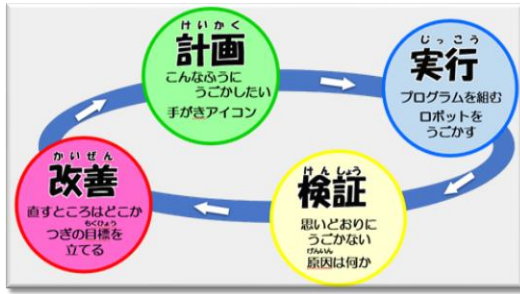 けいかく
計画
こんなふうに
うごかしたい
手がきアイコン
じっこう
実行
プログラムを組む
ロボットを
うごかす
けんしょう
検証
思いどおりに
うごかない
げんいん
原因は何か
かいぜん
改善
直すところはどこか
もくひょう
つぎの目標を
立てる